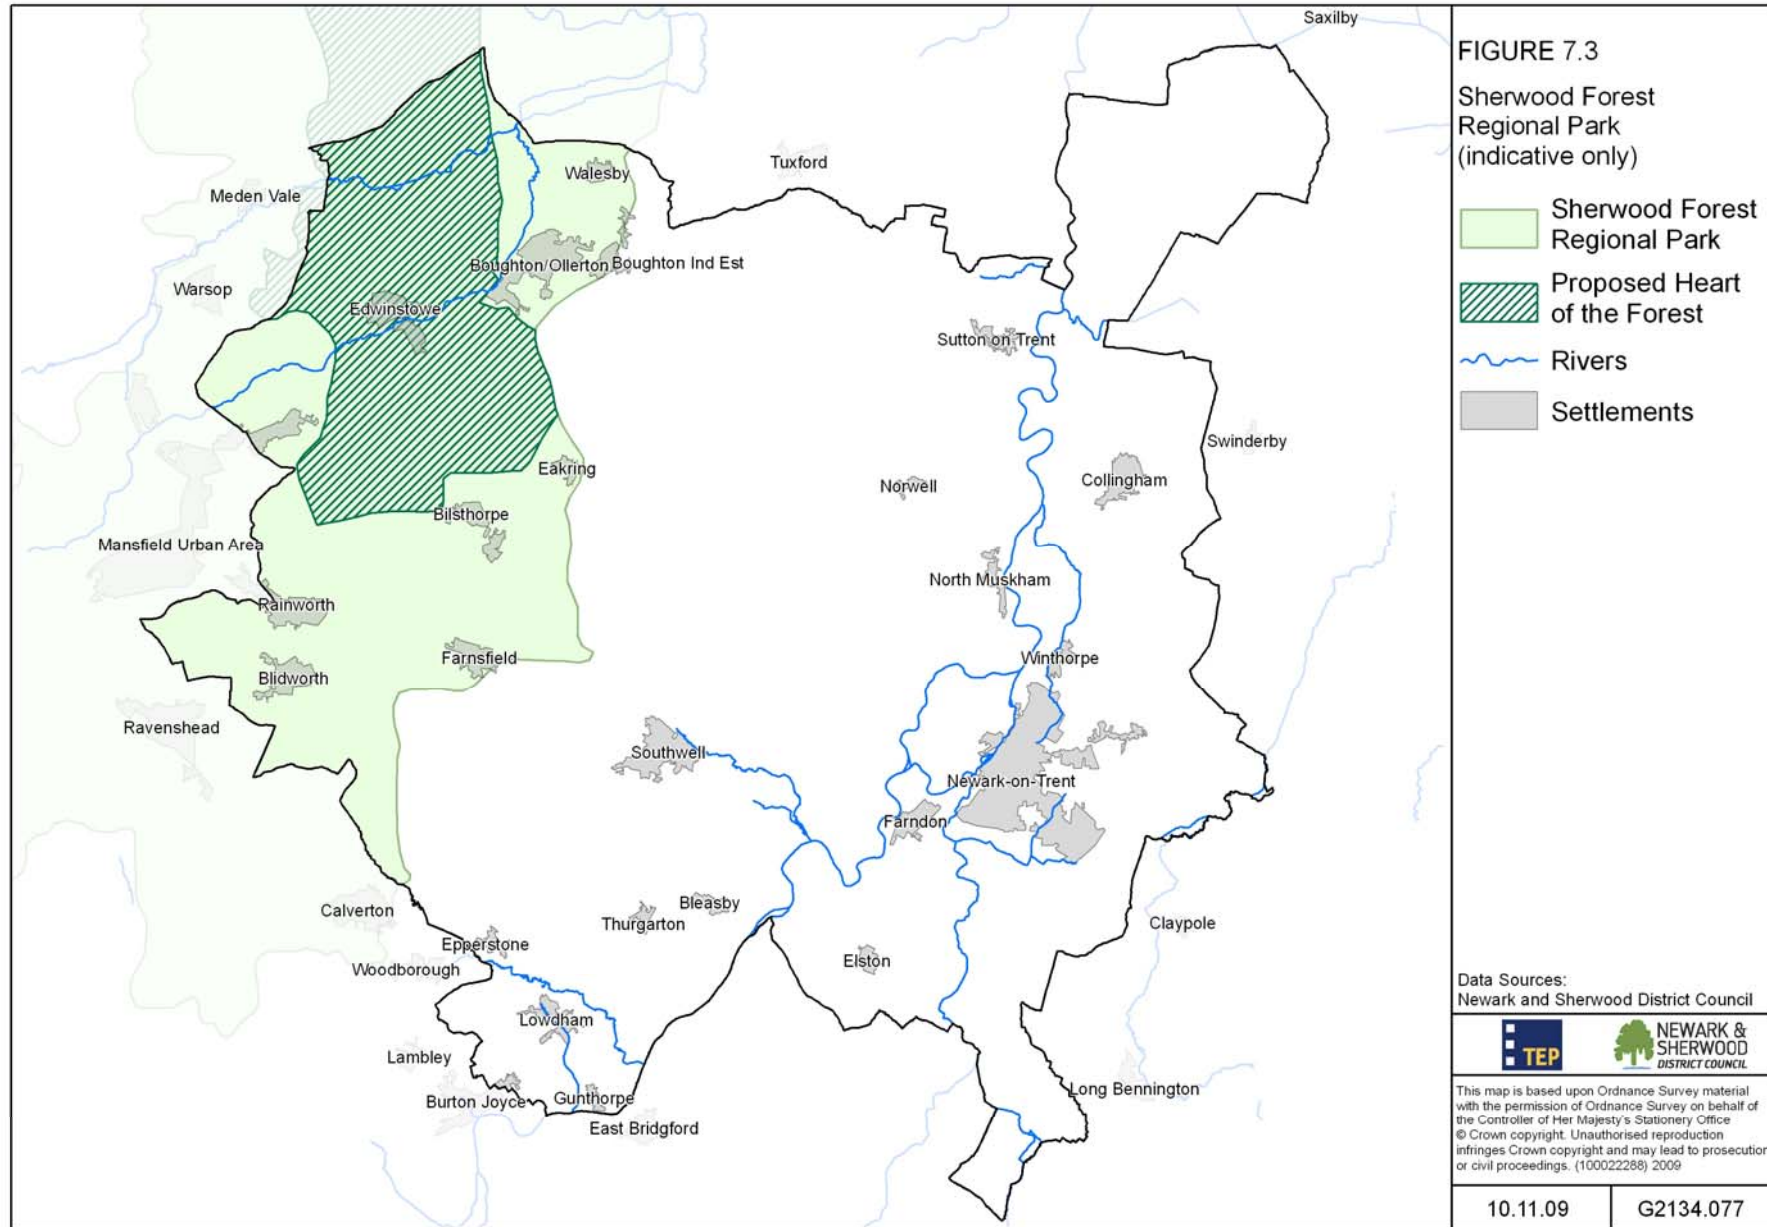 Saxilby
Tuxford
Walesby
Meden Vale
Boughton/Ollerton
Boughton Ind Est
Warsop
Edwinstowe
Sutton on Trent
Swinderby
Eakring
Norwell
Collingham
Bilsthorpe
Mansfield Urban Area
North Muskham
Rainworth
Farnsfield
Winthorpe
Blidworth
Ravenshead
Southwell
Newark-on-Trent
Farndon
Calverton
Thurgarton
Bleasby
Claypole
Epperstone
Woodborough
Elston
Lowdham
Lambley
Burton Joyce
Gunthorpe
East Bridgford
Long Bennington
FIGURE 7.3
Sherwood Forest
Regional Park
(indicative only)
Sherwood Forest
Regional Park
Proposed Heart
of the Forest
Rivers
Settlements
Data Sources:
Newark and Sherwood District Council
TEP
NEWARK &
SHERWOOD
DISTRICT COUNCIL
This map is based upon Ordnance Survey material
with the permission of Ordnance Survey on behalf of
the Controller of Her Majesty's Stationery Office
© Crown copyright. Unauthorised reproduction
infringes Crown copyright and may lead to prosecution
or civil proceedings. (100022288) 2009
10.11.09
G2134.077